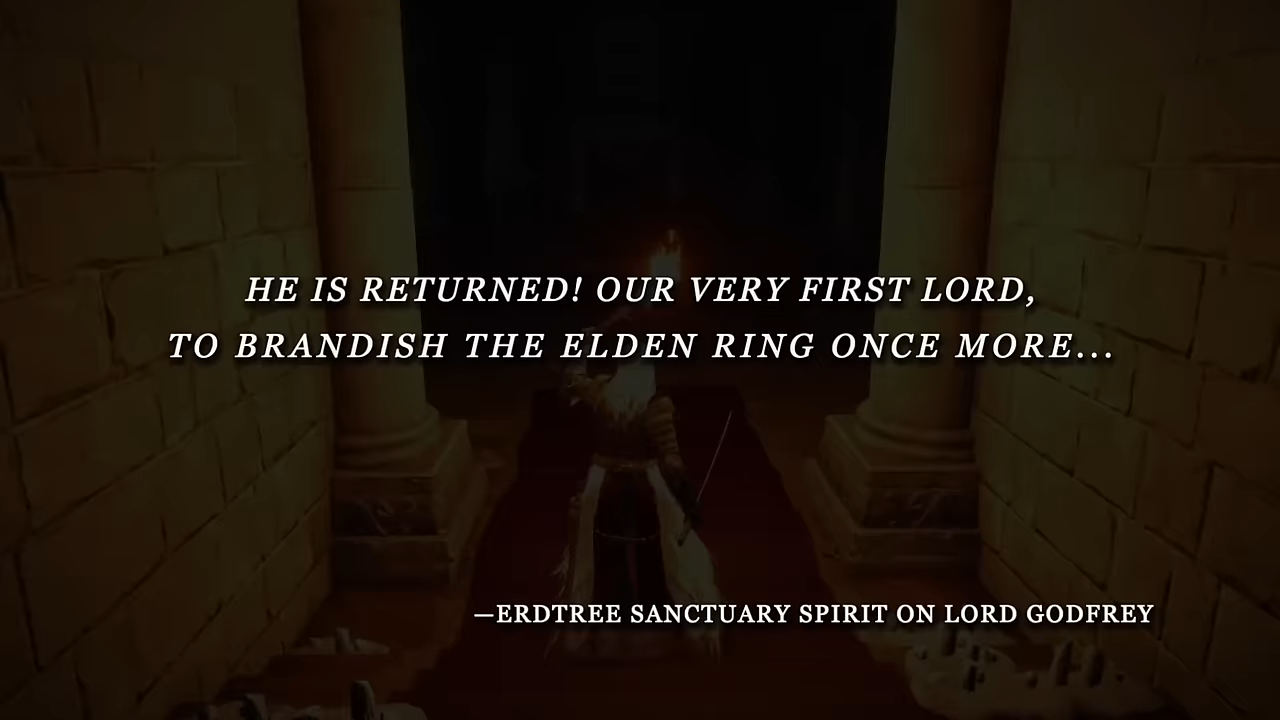 HE IS RETURNED! OUR VERY FIRST LORD,
TO BRANDISH THE ELDEN RING ONCE MORE...
—ERDTREE SANCTUARY SPIRIT ON LORD GODFREY